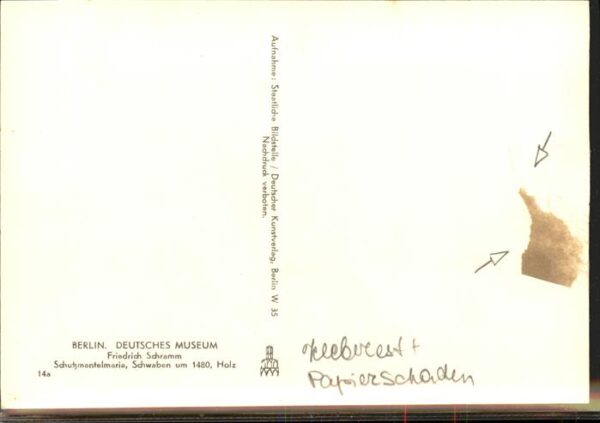 Aufnahme: Staatliche Bildstelle / Deutscher Kunstverlag, Berlin W 35
Nachdruck verboten.
BERLIN. DEUTSCHES MUSEUM
Friedrich Schramm
Schutzmantelmaria, Schwaben um 1480, Holz
14a
Kleberest +
Papierschaden